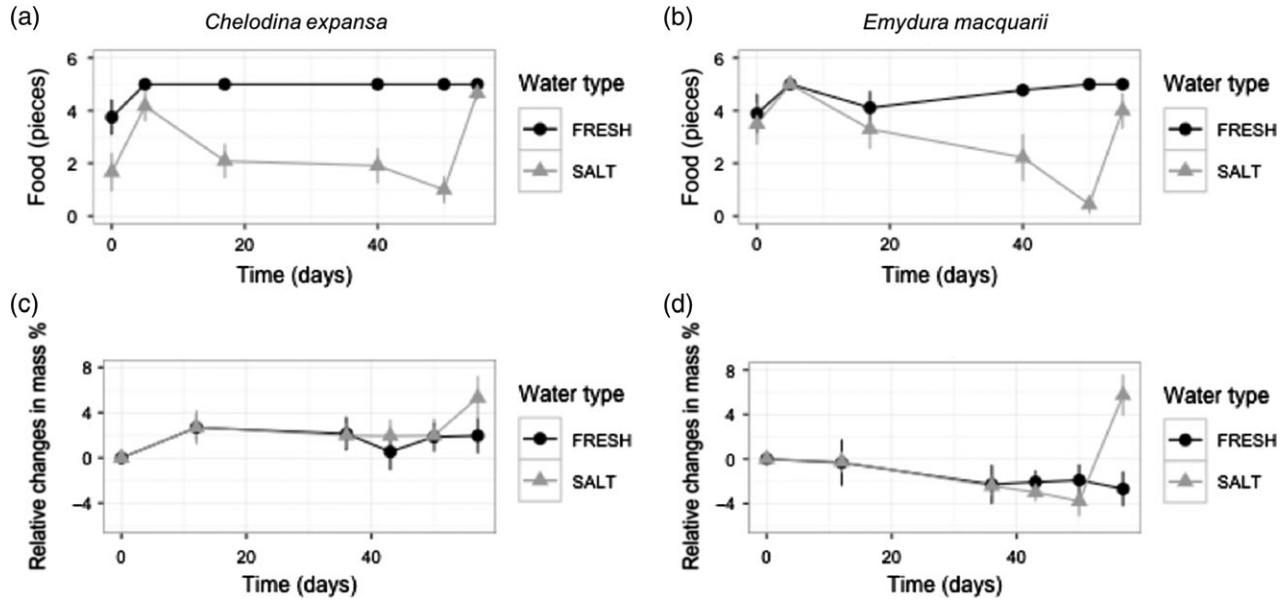 (a)
Chelodina expansa
6
4
2
0
Food (pieces)
0 20 40
Time (days)
Water type
FRESH
SALT
(b)
Emydura macquarii
6
4
2
0
Food (pieces)
0 20 40
Time (days)
Water type
FRESH
SALT
(c)
8
4
0
−4
Relative changes in mass %
0 20 40
Time (days)
Water type
FRESH
SALT
(d)
8
4
0
−4
Relative changes in mass %
0 20 40
Time (days)
Water type
FRESH
SALT